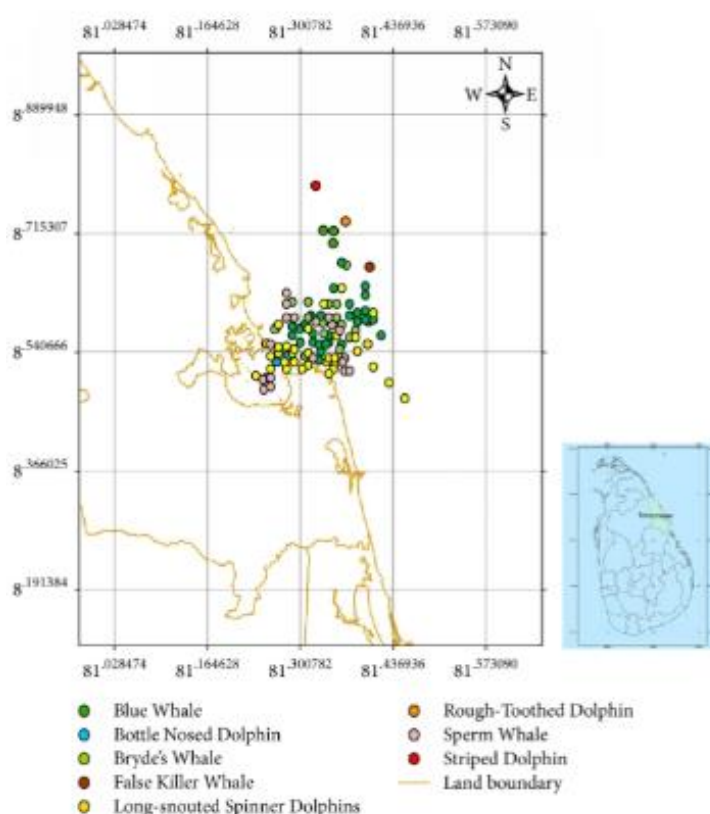 81.028474 81.164628 81.300782 81.436936 81.573090
N
W E
S
8.889948
8.715307
8.540666
8.366025
8.191384
81.028474 81.164628 81.300782 81.436936 81.573090
Blue Whale
Bottle Nosed Dolphin
Bryde's Whale
False Killer Whale
Long-snouted Spinner Dolphins
Rough-Toothed Dolphin
Sperm Whale
Striped Dolphin
Land boundary